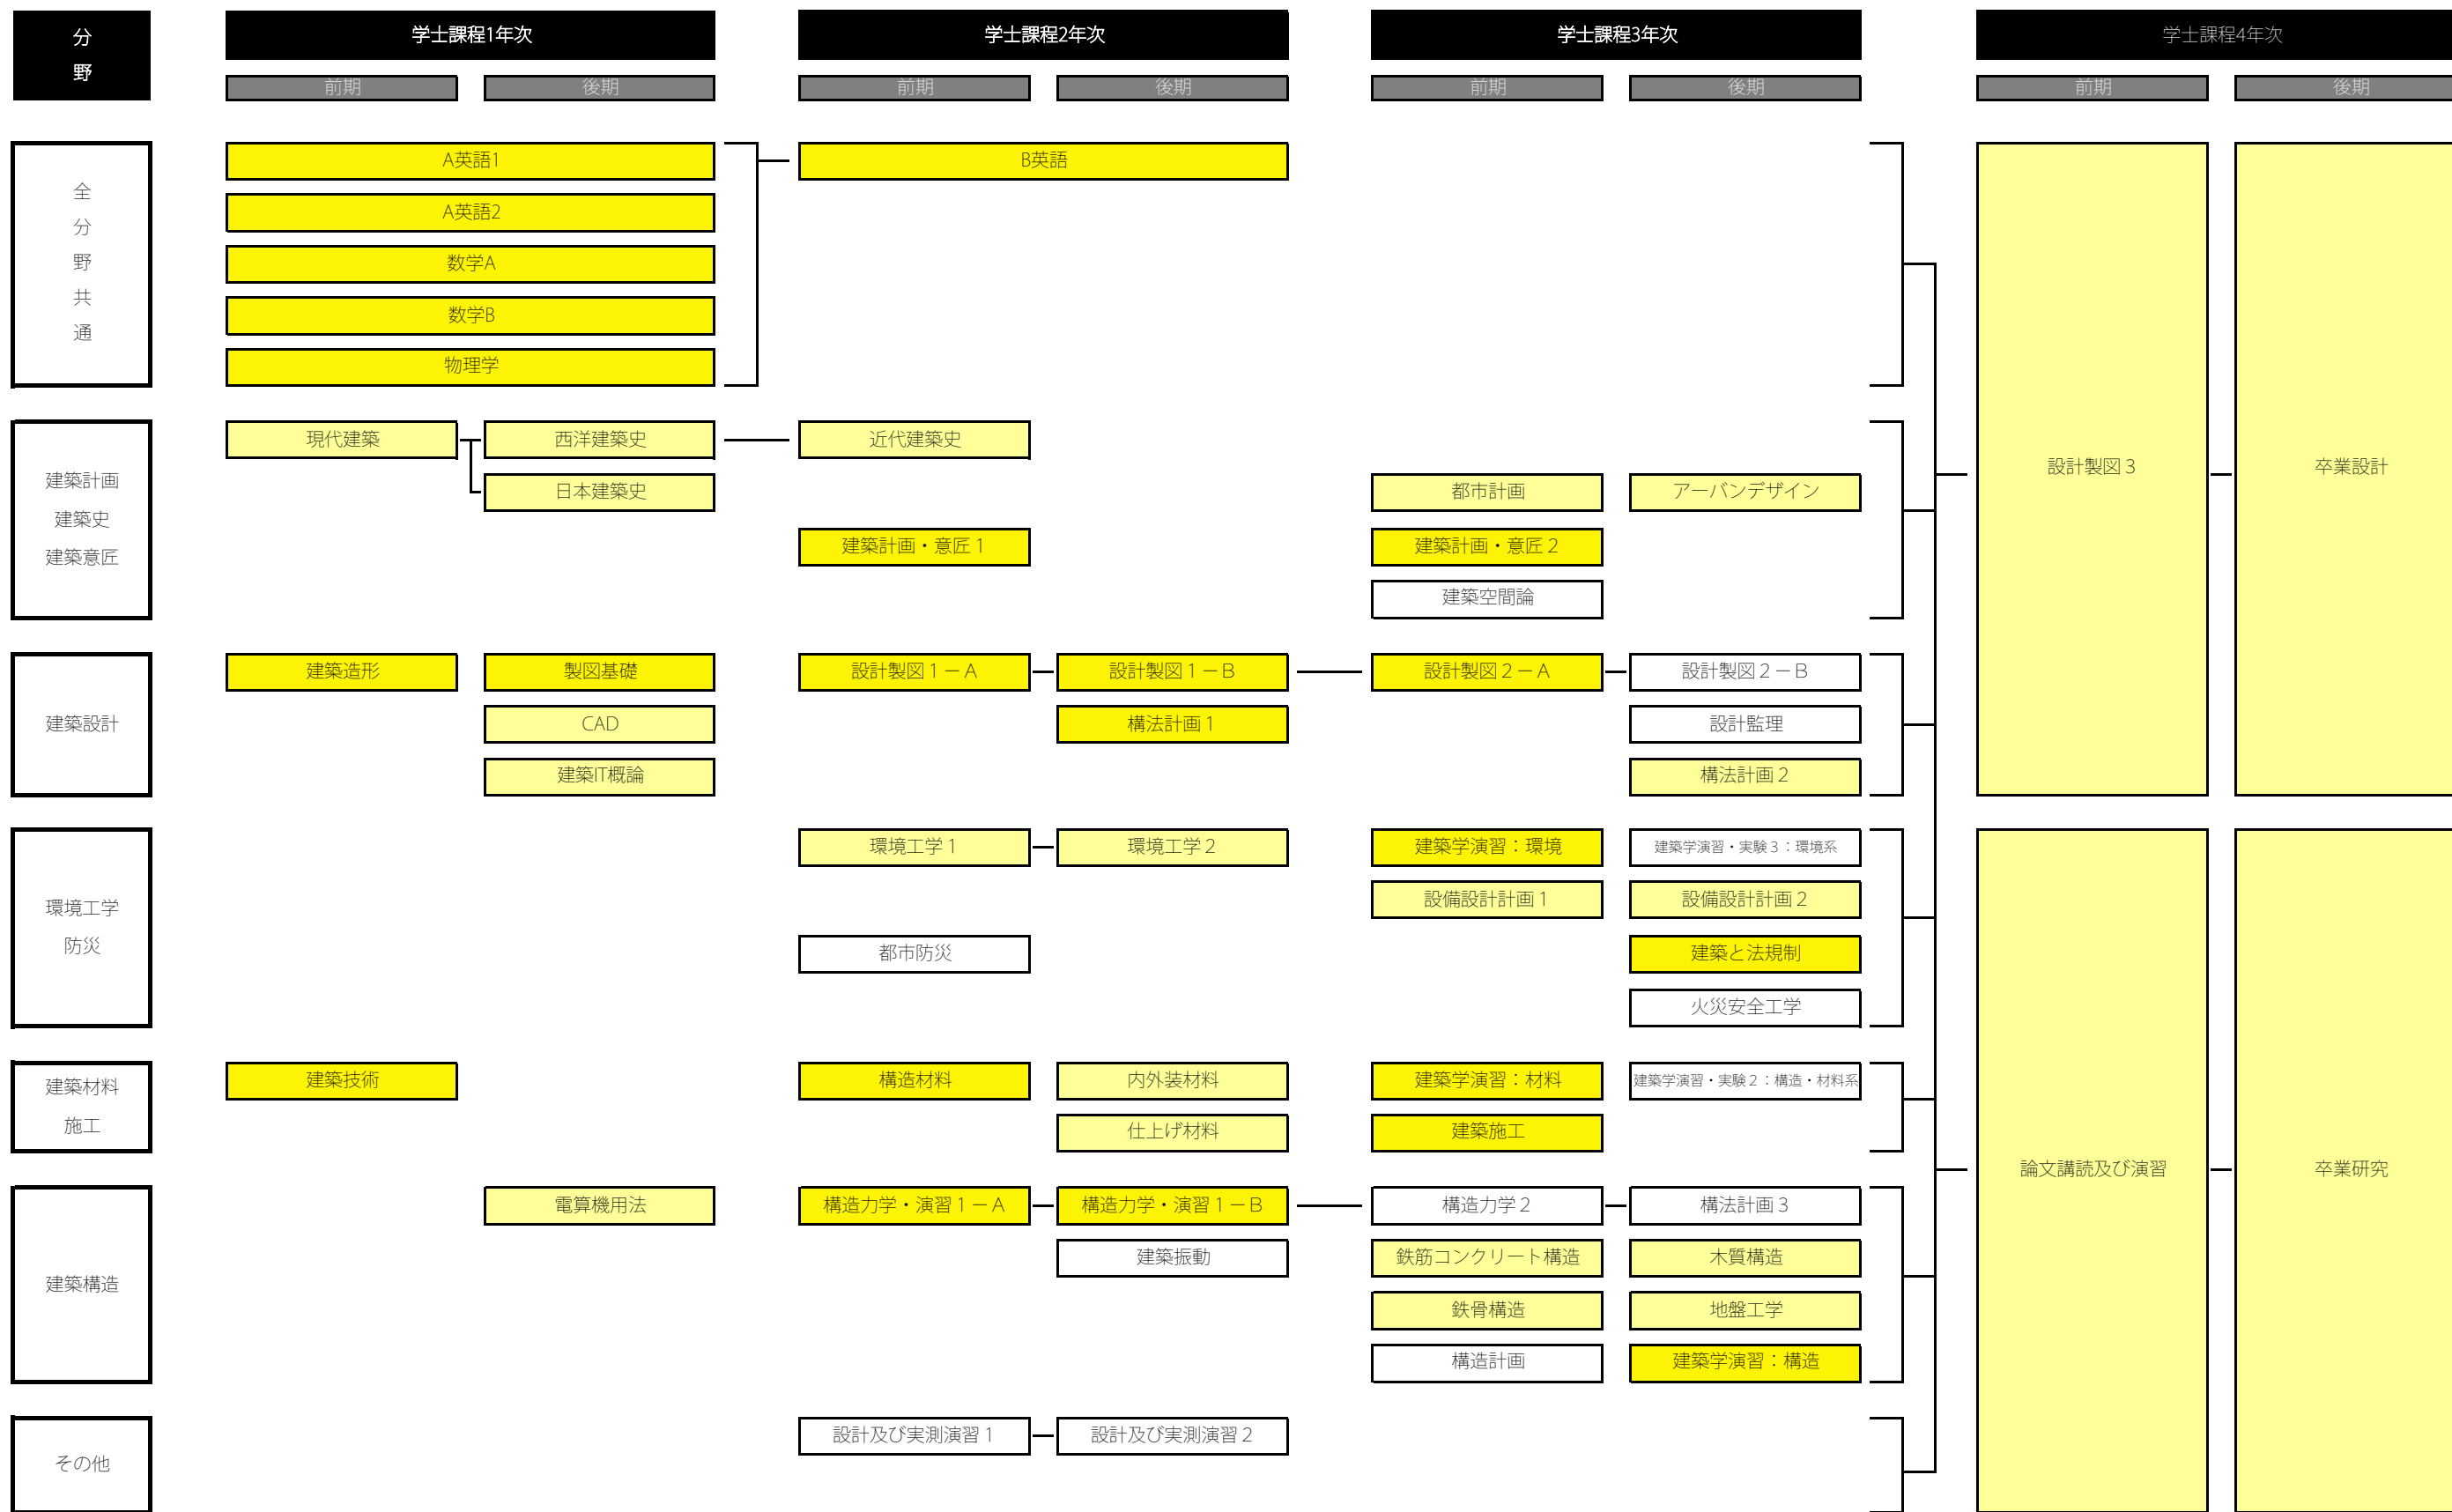 分
野
学士課程1年次
学士課程2年次
学士課程3年次
学士課程4年次
前期
後期
前期
後期
前期
後期
前期
後期
全
分
野
共
通
A英語1
B英語
A英語2
数学A
数学B
物理学
建築計画
建築史
建築意匠
現代建築
西洋建築史
近代建築史
日本建築史
都市計画
アーバンデザイン
建築計画・意匠1
建築計画・意匠2
建築空間論
設計製図3
卒業設計
建築設計
建築造形
製図基礎
設計製図1－A
設計製図1－B
設計製図2－A
設計製図2－B
CAD
構法計画1
設計監理
建築IT概論
構法計画2
環境工学
防災
環境工学1
環境工学2
建築学演習：環境
建築学演習・実験3：環境系
設備設計計画1
設備設計計画2
都市防災
建築と法規制
火災安全工学
建築材料
施工
建築技術
構造材料
内外装材料
建築学演習：材料
建築学演習・実験2：構造・材料系
仕上げ材料
建築施工
論文講読及び演習
卒業研究
建築構造
電算機用法
構造力学・演習1－A
構造力学・演習1－B
構造力学2
構法計画3
建築振動
鉄筋コンクリート構造
木質構造
鉄骨構造
地盤工学
構造計画
建築学演習：構造
その他
設計及び実測演習1
設計及び実測演習2